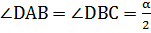 ∠DAB = ∠DBC = α/2